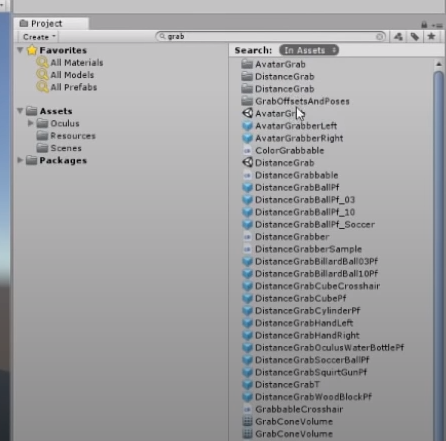 Project
Create
grab
Favorites
All Materials
All Models
All Prefabs
Assets
Oculus
Resources
Scenes
Packages
Search: In Assets
AvatarGrab
DistanceGrab
DistanceGrab
GrabOffsetsAndPoses
AvatarGrab
AvatarGrabberLeft
AvatarGrabberRight
ColorGrabbable
DistanceGrab
DistanceGrabbable
DistanceGrabBallPf
DistanceGrabBallPf_03
DistanceGrabBallPf_10
DistanceGrabBallPf_Soccer
DistanceGrabber
DistanceGrabberSample
DistanceGrabBillardBall03Pf
DistanceGrabBillardBall10Pf
DistanceGrabCubeCrosshair
DistanceGrabCubePf
DistanceGrabCylinderPf
DistanceGrabHandLeft
DistanceGrabHandRight
DistanceGrabOculusWaterBottlePf
DistanceGrabSoccerBallPf
DistanceGrabSquirtGunPf
DistanceGrabT
DistanceGrabWoodBlockPf
GrabbableCrosshair
GrabConeVolume
GrabConeVolume